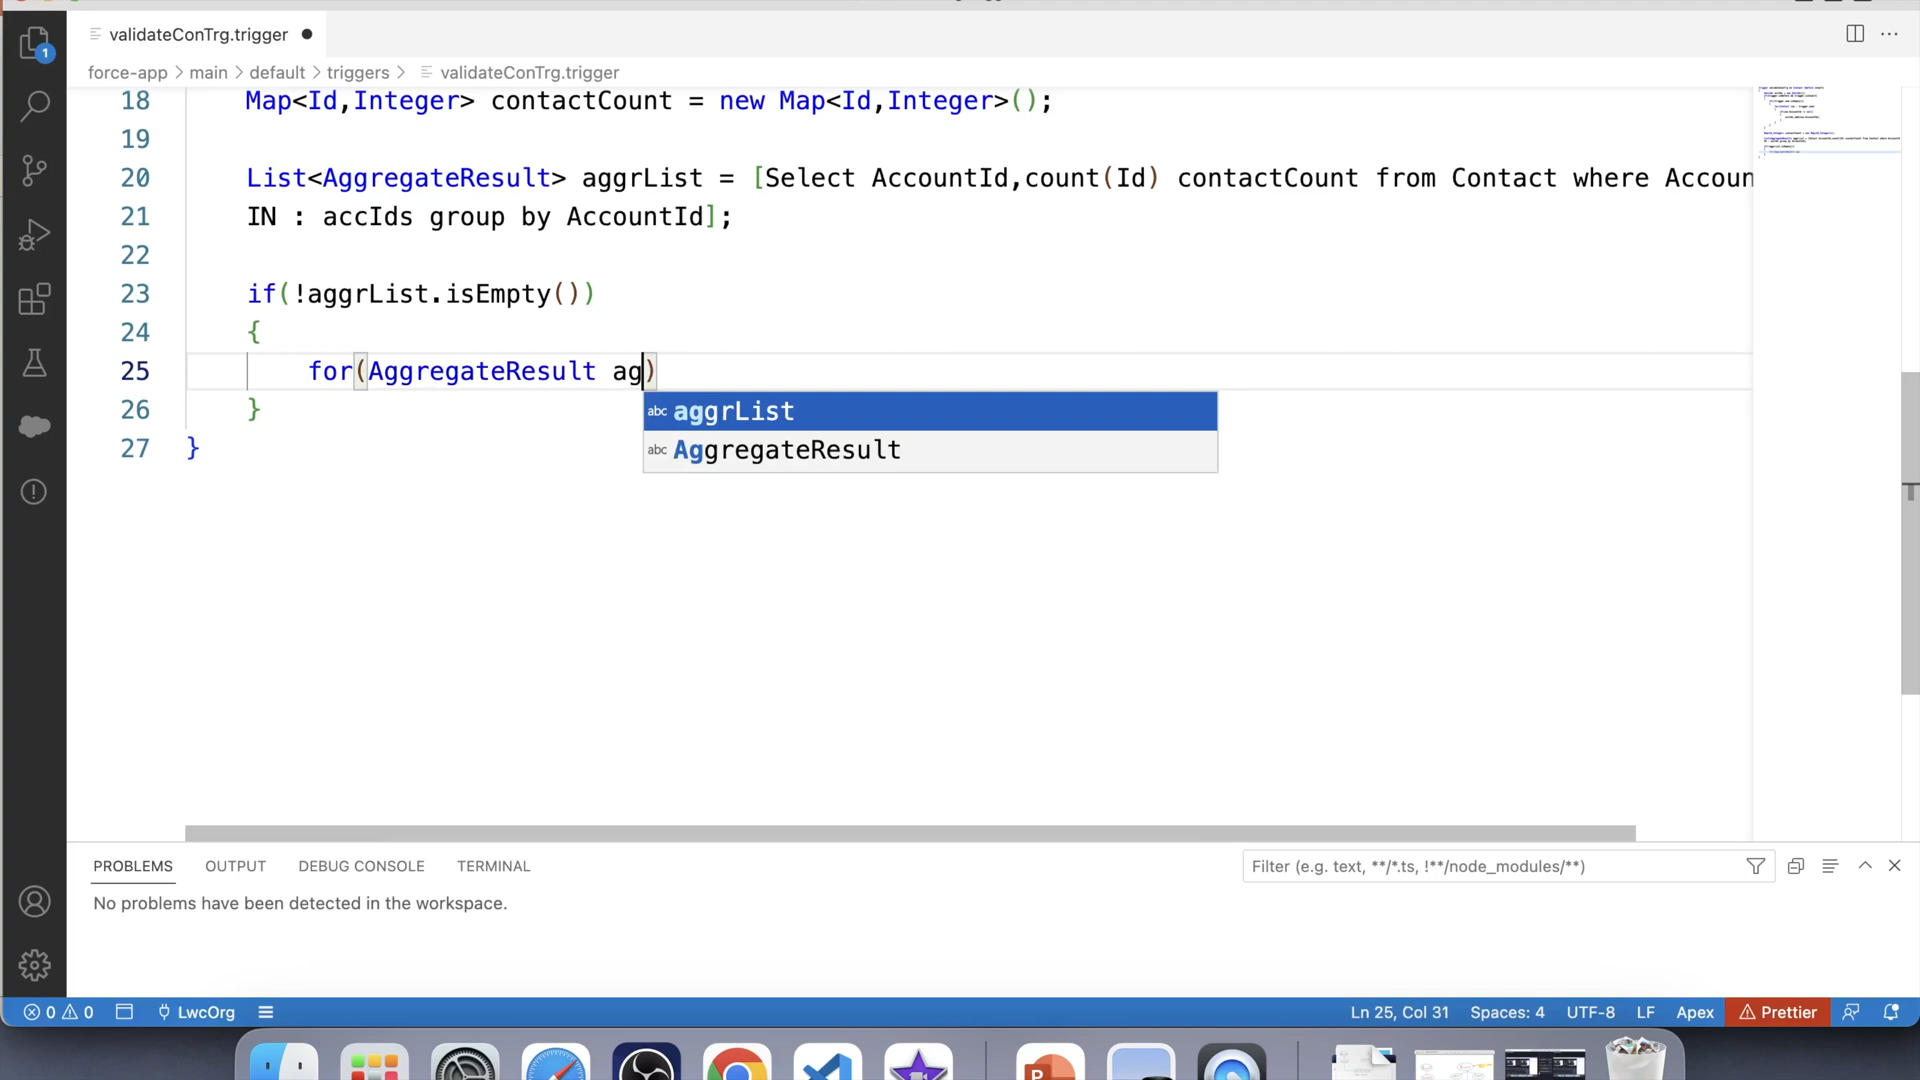 validateConTrg.trigger
force-app > main > default > triggers > validateConTrg.trigger
18 Map<Id,Integer> contactCount = new Map<Id,Integer>();
19
20 List<AggregateResult> aggrList = [Select AccountId,count(Id) contactCount from Contact where Accoun
21 IN : accIds group by AccountId];
22
23 if(!aggrList.isEmpty())
24 {
25 for(AggregateResult ag)
abc aggrList
26 }
abc AggregateResult
27 }
1
PROBLEMS OUTPUT DEBUG CONSOLE TERMINAL
Filter (e.g. text, **/*.ts, !**/node_modules/**)
No problems have been detected in the workspace.
0 0 LwcOrg Ln 25, Col 31 Spaces: 4 UTF-8 LF Apex Prettier